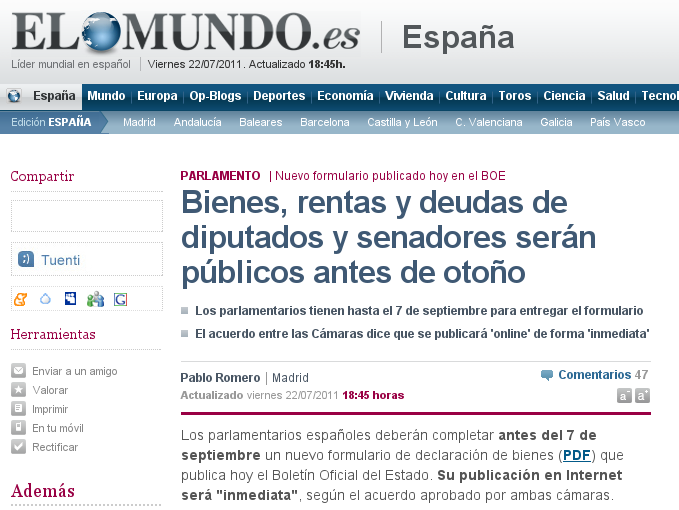 EL MUNDO.es
España
Líder mundial en español
Viernes 22/07/2011. Actualizado 18:45h.
España Mundo Europa Op-Blogs Deportes Economía Vivienda Cultura Toros Ciencia Salud Tecnol
Edición ESPAÑA Madrid Andalucía Baleares Barcelona Castilla y León C. Valenciana Galicia País Vasco
Compartir
Tuenti
Herramientas
Enviar a un amigo
Valorar
Imprimir
En tu móvil
Rectificar
Además
PARLAMENTO | Nuevo formulario publicado hoy en el BOE
Bienes, rentas y deudas de
diputados y senadores serán
públicos antes de otoño
Los parlamentarios tienen hasta el 7 de septiembre para entregar el formulario
El acuerdo entre las Cámaras dice que se publicará 'online' de forma 'inmediata'
Pablo Romero | Madrid
Comentarios 47
Actualizado viernes 22/07/2011 18:45 horas
a- a+
Los parlamentarios españoles deberán completar antes del 7 de
septiembre un nuevo formulario de declaración de bienes (PDF) que
publica hoy el Boletín Oficial del Estado. Su publicación en Internet
será "inmediata", según el acuerdo aprobado por ambas cámaras.